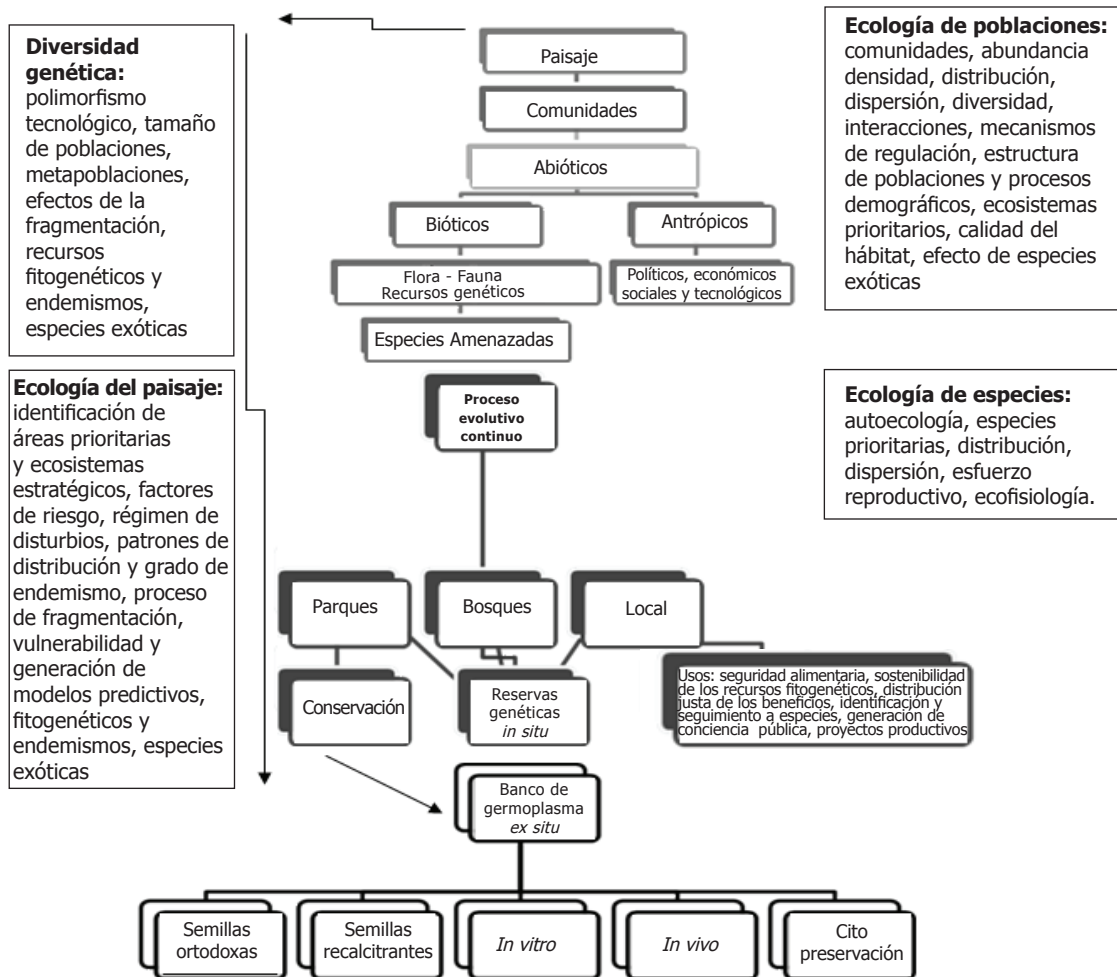 Diversidad
genética:
polimorfismo
tecnológico, tamaño
de poblaciones,
metapoblaciones,
efectos de la
fragmentación,
recursos
fitogenéticos y
endemismos,
especies exóticas
Ecología del paisaje:
identificación de
áreas prioritarias
y ecosistemas
estratégicos, factores
de riesgo, régimen de
disturbios, patrones de
distribución y grado de
endemismo, proceso
de fragmentación,
vulnerabilidad y
generación de
modelos predictivos,
fitogenéticos y
endemismos, especies
exóticas
Paisaje
Comunidades
Abióticos
Bióticos
Antrópicos
Flora - Fauna
Recursos genéticos
Políticos, económicos
sociales y tecnológicos
Especies Amenazadas
Proceso
evolutivo
continuo
Ecología de poblaciones:
comunidades, abundancia
densidad, distribución,
dispersión, diversidad,
interacciones, mecanismos
de regulación, estructura
de poblaciones y procesos
demográficos, ecosistemas
prioritarios, calidad del
hábitat, efecto de especies
exóticas
Ecología de especies:
autoecología, especies
prioritarias, distribución,
dispersión, esfuerzo
reproductivo, ecofisiología.
Parques
Bosques
Local
Conservación
Reservas
genéticas
in situ
Usos: seguridad alimentaria, sostenibilidad
de los recursos fitogenéticos, distribución
justa de los beneficios, identificación y
seguimiento a especies, generación de
conciencia pública, proyectos productivos
Banco de
germoplasma
ex situ
Semillas
ortodoxas
Semillas
recalcitrantes
In vitro
In vivo
Cito
preservación